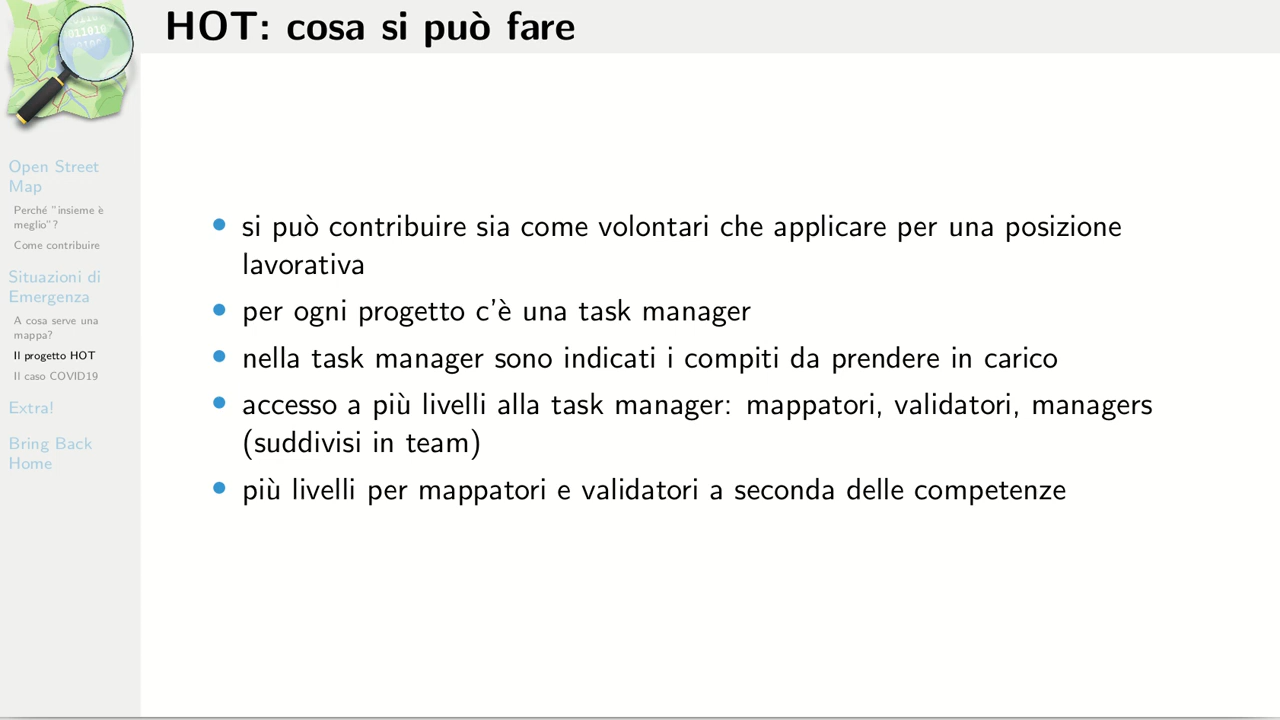 HOT: cosa si può fare
011010
Open Street
Map
Perché "insieme è
meglio"?
Come contribuire
Situazioni di
Emergenza
A cosa serve una
mappa?
Il progetto HOT
Il caso COVID19
Extra!
Bring Back
Home
si può contribuire sia come volontari che applicare per una posizione
lavorativa
per ogni progetto c'è una task manager
nella task manager sono indicati i compiti da prendere in carico
accesso a più livelli alla task manager: mappatori, validatori, managers
(suddivisi in team)
più livelli per mappatori e validatori a seconda delle competenze